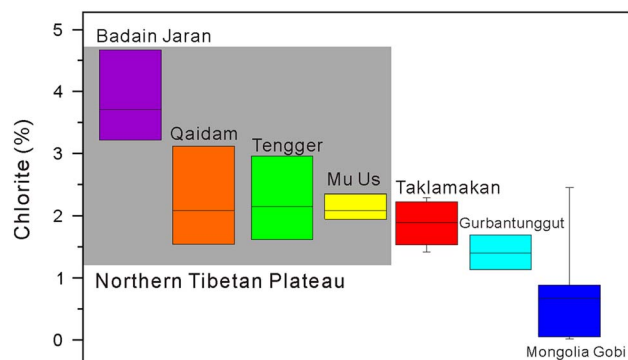 5
4
3
2
1
0
Chlorite (%)
Badain Jaran
Qaidam
Tengger
Mu Us
Taklamakan
Gurbantunggut
Northern Tibetan Plateau
Mongolia Gobi